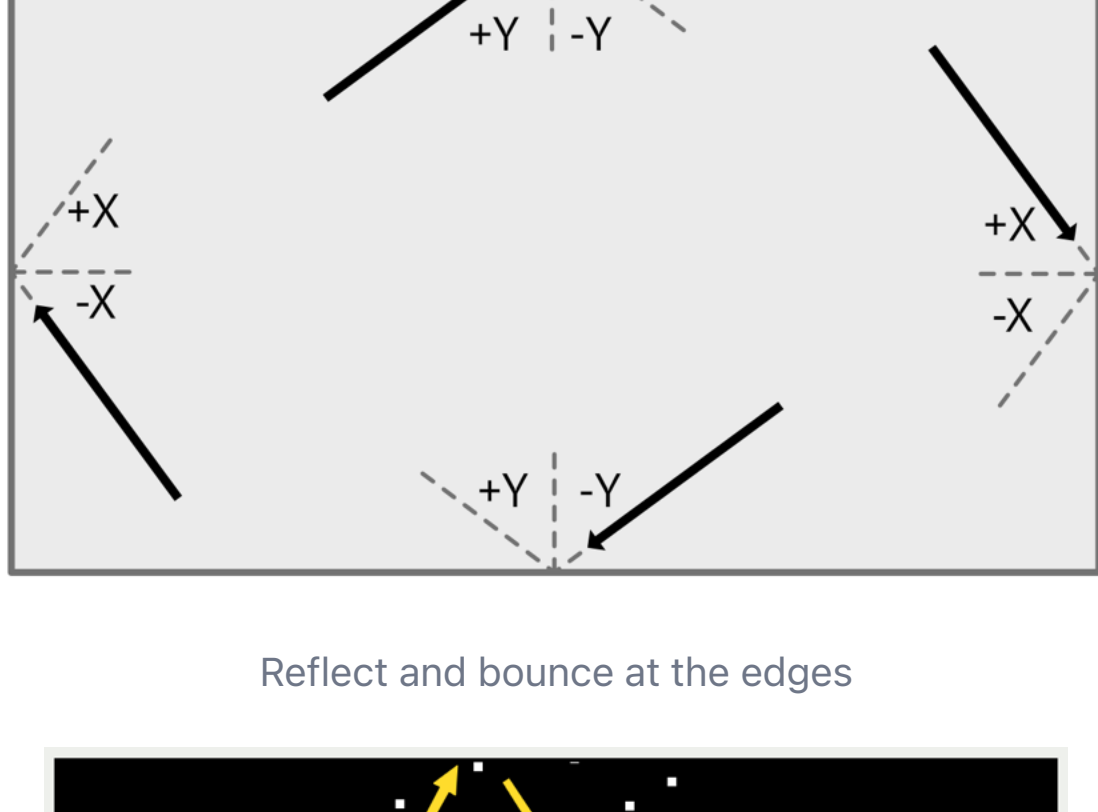 +Y -Y
+X
+X
-X
-X
+Y -Y
Reflect and bounce at the edges